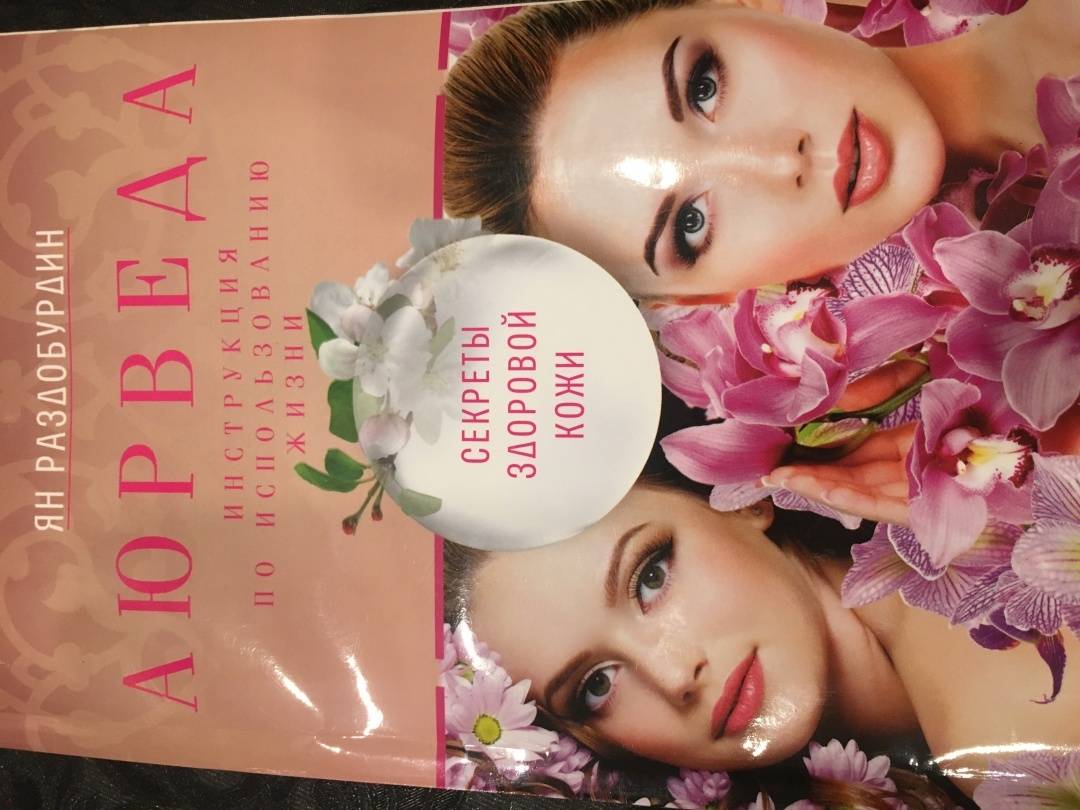 ЯН РАЗДОБУРДИН
АЮРВЕДА
ИНСТРУКЦИЯ
ПО ИСПОЛЬЗОВАНИЮ
ЖИЗНИ
СЕКРЕТЫ
ЗДОРОВОЙ
КОЖИ